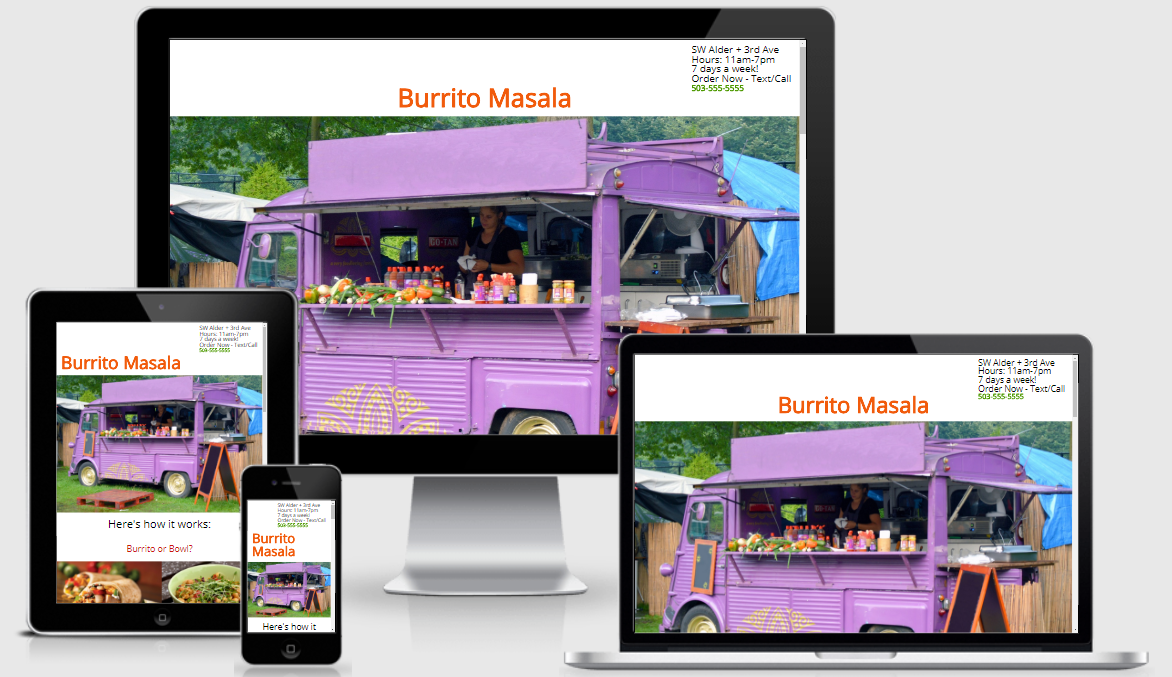 SW Alder + 3rd Ave
Hours: 11am-7pm
7 days a week!
Order Now - Text/Call
503-555-5555
Burrito Masala
GO-TAN
SW Alder + 3rd Ave
Hours: 11am-7pm
7 days a week!
Order Now - Text/Call
503-555-5555
Burrito Masala
Here's how it works:
Burrito or Bowl?
SW Alder + 3rd Ave
Hours: 11am-7pm
7 days a week!
Order Now - Text/Call
503-555-5555
Burrito
Masala
Here's how it
SW Alder + 3rd Ave
Hours: 11am-7pm
7 days a week!
Order Now - Text/Call
503-555-5555
Burrito Masala